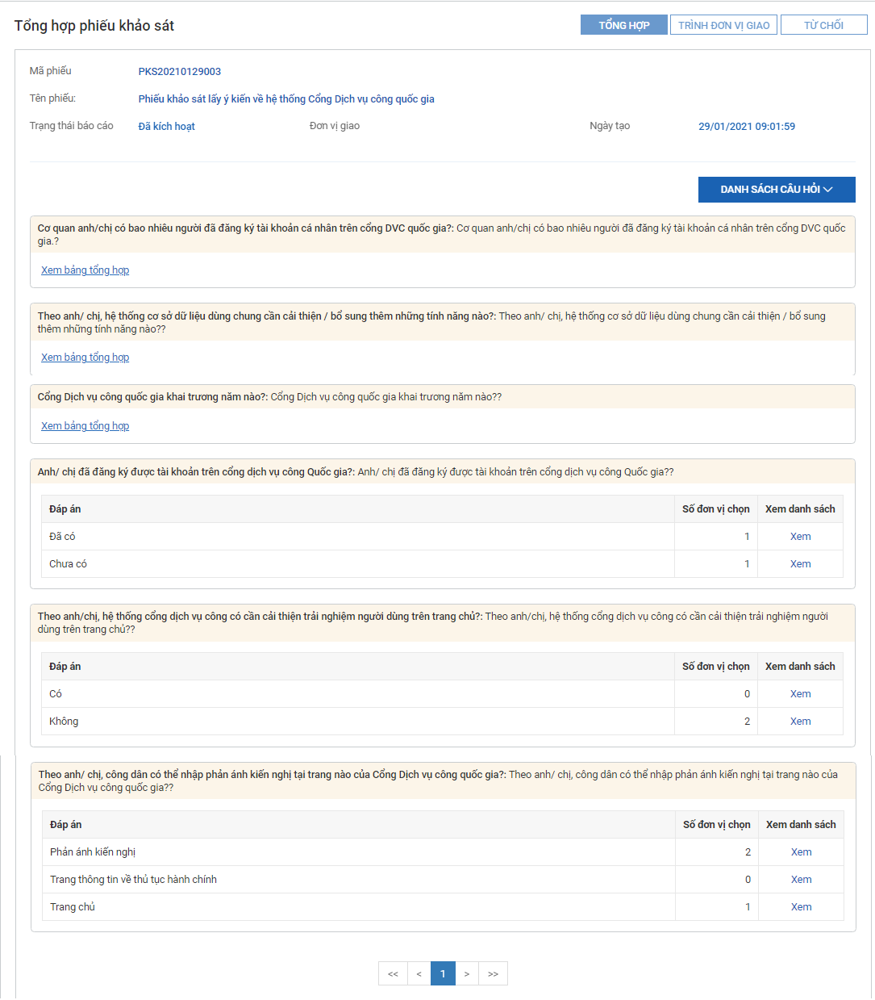 Tổng hợp phiếu khảo sát
TỔNG HỢP
TRÌNH ĐƠN VỊ GIAO
TỪ CHỐI
Mã phiếu PKS20210129003
Tên phiếu: Phiếu khảo sát lấy ý kiến về hệ thống Cổng Dịch vụ công quốc gia
Trạng thái báo cáo Đã kích hoạt Đơn vị giao Ngày tạo 29/01/2021 09:01:59
DANH SÁCH CÂU HỎI
Cơ quan anh/chị có bao nhiêu người đã đăng ký tài khoản cá nhân trên cổng DVC quốc gia?: Cơ quan anh/chị có bao nhiêu người đã đăng ký tài khoản cá nhân trên cổng DVC quốc
gia.?
Xem bảng tổng hợp
Theo anh/ chị, hệ thống cơ sở dữ liệu dùng chung cần cải thiện / bổ sung thêm những tính năng nào?: Theo anh/ chị, hệ thống cơ sở dữ liệu dùng chung cần cải thiện / bổ sung
thêm những tính năng nào??
Xem bảng tổng hợp
Cổng Dịch vụ công quốc gia khai trương năm nào?: Cổng Dịch vụ công quốc gia khai trương năm nào??
Xem bảng tổng hợp
Anh/ chị đã đăng ký được tài khoản trên cổng dịch vụ công Quốc gia?: Anh/ chị đã đăng ký được tài khoản trên cổng dịch vụ công Quốc gia??
Đáp án Số đơn vị chọn Xem danh sách
Đã có 1 Xem
Chưa có 1 Xem
Theo anh/chị, hệ thống cổng dịch vụ công có cần cải thiện trải nghiệm người dùng trên trang chủ?: Theo anh/chị, hệ thống cổng dịch vụ công có cần cải thiện trải nghiệm người
dùng trên trang chủ??
Đáp án Số đơn vị chọn Xem danh sách
Có 0 Xem
Không 2 Xem
Theo anh/ chị, công dân có thể nhập phản ánh kiến nghị tại trang nào của Cổng Dịch vụ công quốc gia?: Theo anh/ chị, công dân có thể nhập phản ánh kiến nghị tại trang nào của
Cổng Dịch vụ công quốc gia??
Đáp án Số đơn vị chọn Xem danh sách
Phản ánh kiến nghị 2 Xem
Trang thông tin về thủ tục hành chính 0 Xem
Trang chủ 1 Xem
<< < 1 > >>